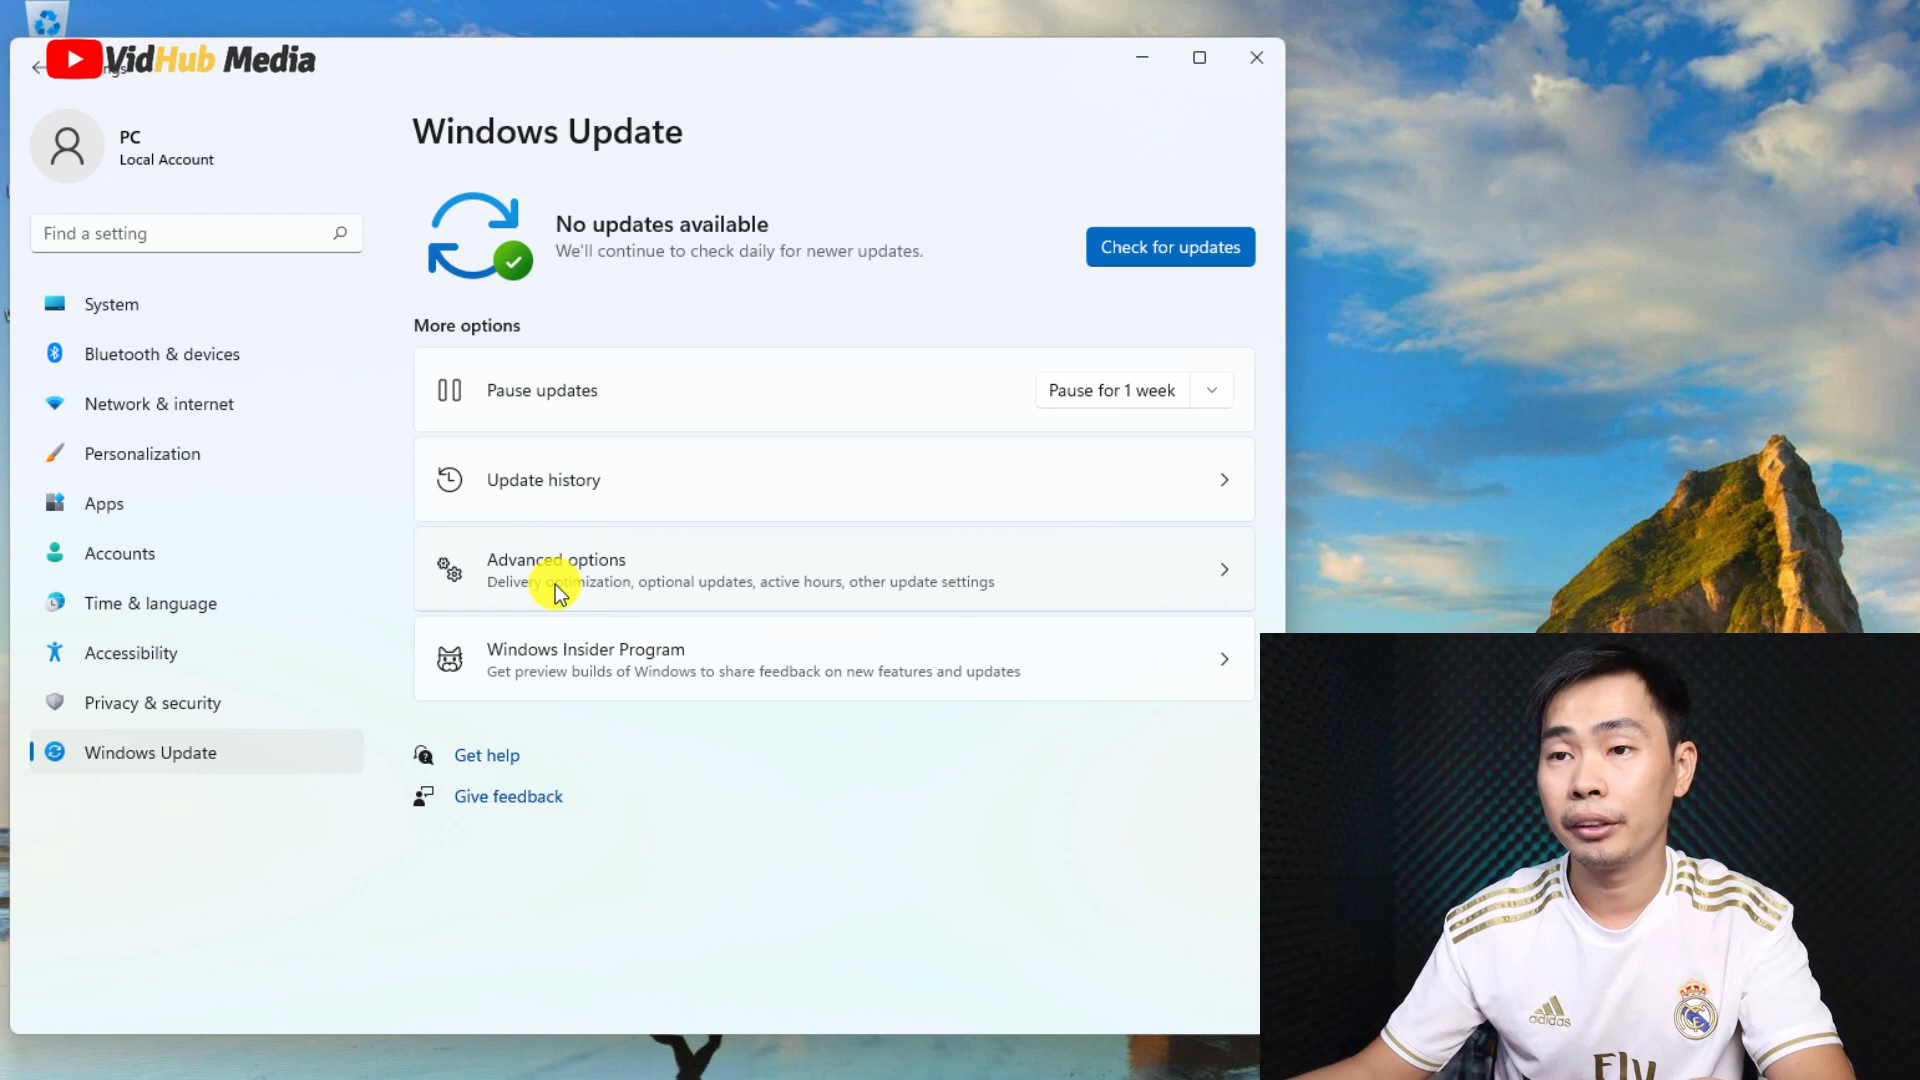 VidHub Media
PC
Local Account
Find a setting
System
Bluetooth & devices
Network & internet
Personalization
Apps
Accounts
Time & language
Accessibility
Privacy & security
Windows Update
Windows Update
No updates available
We'll continue to check daily for newer updates.
Check for updates
More options
Pause updates
Pause for 1 week
Update history
Advanced options
Delivery optimization, optional updates, active hours, other update settings
Windows Insider Program
Get preview builds of Windows to share feedback on new features and updates
Get help
Give feedback
adidas
Fly